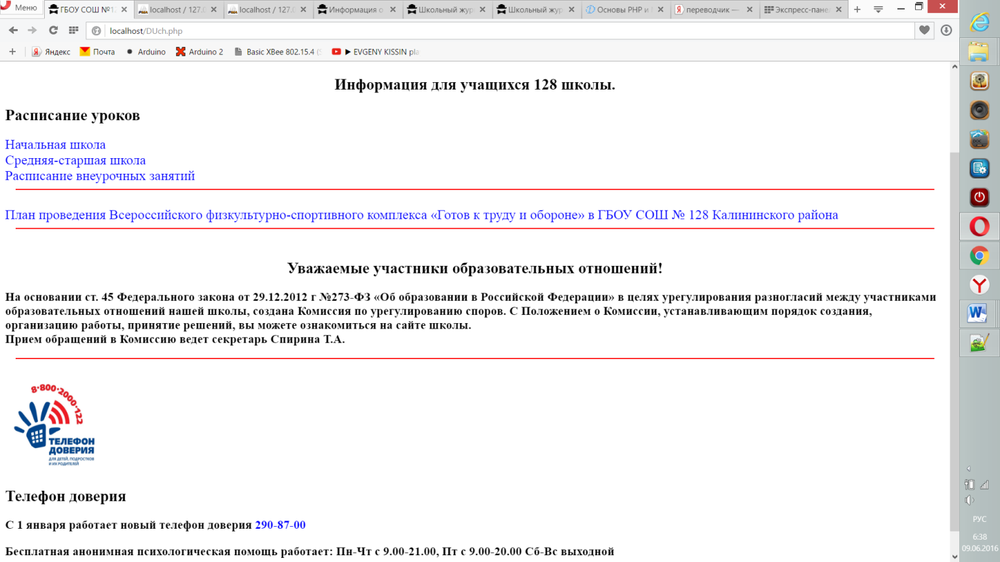 Меню
ГБОУ СОШ №12
localhost / 127.0
localhost / 127.0
Информация о
Школьный жур
Школьный жур
Основы PHP и
переводчик —
Экспресс-панел
localhost/DUch.php
Яндекс
Почта
Arduino
Arduino 2
Basic XBee 802.15.4 (
▶ EVGENY KISSIN pla
Информация для учащихся 128 школы.
Расписание уроков
Начальная школа
Средняя-старшая школа
Расписание внеурочных занятий
План проведения Всероссийского физкультурно-спортивного комплекса «Готов к труду и обороне» в ГБОУ СОШ № 128 Калининского района
Уважаемые участники образовательных отношений!
На основании ст. 45 Федерального закона от 29.12.2012 г №273-ФЗ «Об образовании в Российской Федерации» в целях урегулирования разногласий между участниками
образовательных отношений нашей школы, создана Комиссия по урегулированию споров. С Положением о Комиссии, устанавливающим порядок создания,
организацию работы, принятие решений, вы можете ознакомиться на сайте школы.
Прием обращений в Комиссию ведет секретарь Спирина Т.А.
8-800-2000-122
ТЕЛЕФОН
ДОВЕРИЯ
ДЛЯ ДЕТЕЙ, ПОДРОСТКОВ
И ИХ РОДИТЕЛЕЙ
Телефон доверия
С 1 января работает новый телефон доверия 290-87-00
Бесплатная анонимная психологическая помощь работает: Пн-Чт с 9.00-21.00, Пт с 9.00-20.00 Сб-Вс выходной
РУС
6:38
09.06.2016